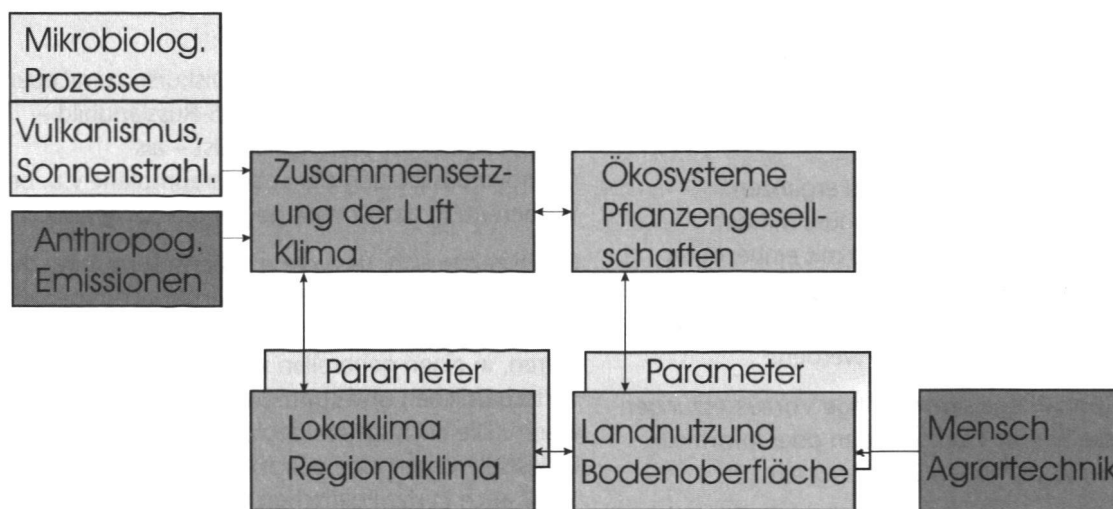 Mikrobiolog.
Prozesse
Vulkanismus,
Sonnenstrahl.
Anthropog.
Emissionen
Zusammensetz-
ung der Luft
Klima
Ökosysteme
Pflanzengesell-
schaften
Parameter
Lokalklima
Regionalklima
Parameter
Landnutzung
Bodenoberfläche
Mensch
Agrartechnik